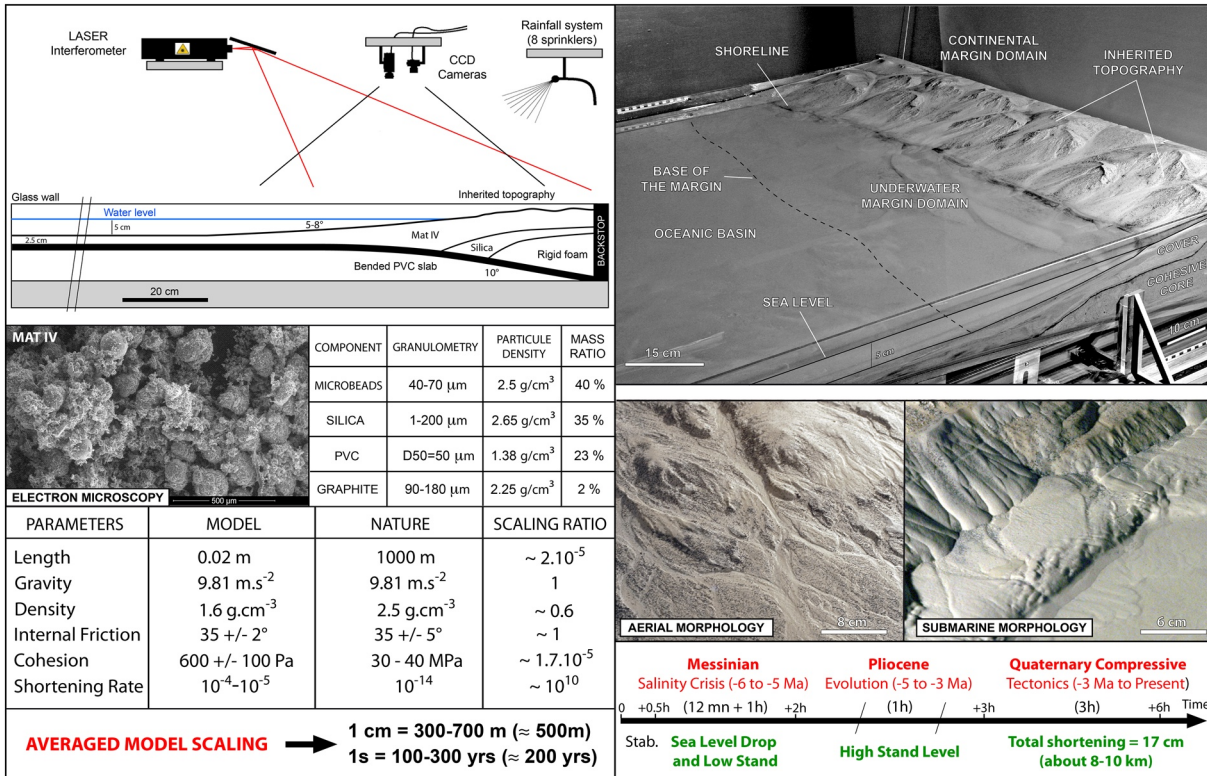 LASER
Interferometer
CCD
Cameras
Rainfall system
(8 sprinklers)
Glass wall
Water level
5 cm
2.5 cm
5-8°
Inherited topography
Mat IV
Silica
Rigid foam
BACKSTOP
Bended PVC slab
10°
20 cm
SHORELINE
CONTINENTAL
MARGIN DOMAIN
INHERITED
TOPOGRAPHY
BASE OF
THE MARGIN
UNDERWATER
MARGIN DOMAIN
OCEANIC BASIN
SEA LEVEL
COVER
COHESIVE
CORE
15 cm
5 cm
10 cm
MAT IV
ELECTRON MICROSCOPY
500 µm
COMPONENT GRANULOMETRY PARTICULE DENSITY MASS RATIO
MICROBEADS 40-70 µm 2.5 g/cm³ 40 %
SILICA 1-200 µm 2.65 g/cm³ 35 %
PVC D50=50 µm 1.38 g/cm³ 23 %
GRAPHITE 90-180 µm 2.25 g/cm³ 2 %
PARAMETERS MODEL NATURE SCALING RATIO
Length 0.02 m 1000 m ~ 2.10⁻⁵
Gravity 9.81 m.s⁻² 9.81 m.s⁻² 1
Density 1.6 g.cm⁻³ 2.5 g.cm⁻³ ~ 0.6
Internal Friction 35 +/- 2° 35 +/- 5° ~ 1
Cohesion 600 +/- 100 Pa 30 - 40 MPa ~ 1.7.10⁻⁵
Shortening Rate 10⁻⁴-10⁻⁵ 10⁻¹⁴ ~ 10¹⁰
AVERAGED MODEL SCALING
1 cm = 300-700 m (≈ 500m)
1s = 100-300 yrs (≈ 200 yrs)
AERIAL MORPHOLOGY
8 cm
SUBMARINE MORPHOLOGY
6 cm
Messinian
Salinity Crisis (-6 to -5 Ma)
Pliocene
Evolution (-5 to -3 Ma)
Quaternary Compressive
Tectonics (-3 Ma to Present)
0 +0.5h (12 mn + 1h) +2h (1h) +3h (3h) +6h Time
Stab.
Sea Level Drop
and Low Stand
High Stand Level
Total shortening = 17 cm
(about 8-10 km)